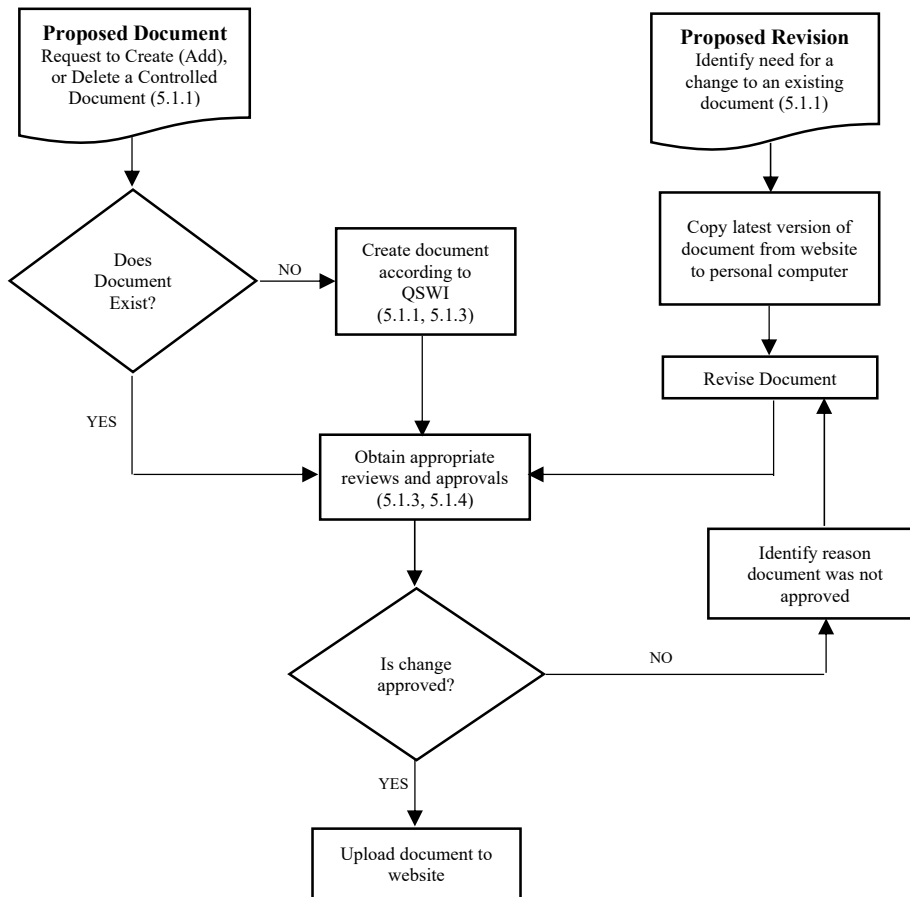 Proposed Document
Request to Create (Add),
or Delete a Controlled
Document (5.1.1)
Proposed Revision
Identify need for a
change to an existing
document (5.1.1)
Does
Document
Exist?
NO
Create document
according to
QSWI
(5.1.1, 5.1.3)
Copy latest version of
document from website
to personal computer
Revise Document
YES
Obtain appropriate
reviews and approvals
(5.1.3, 5.1.4)
Identify reason
document was not
approved
Is change
approved?
NO
YES
Upload document to
website